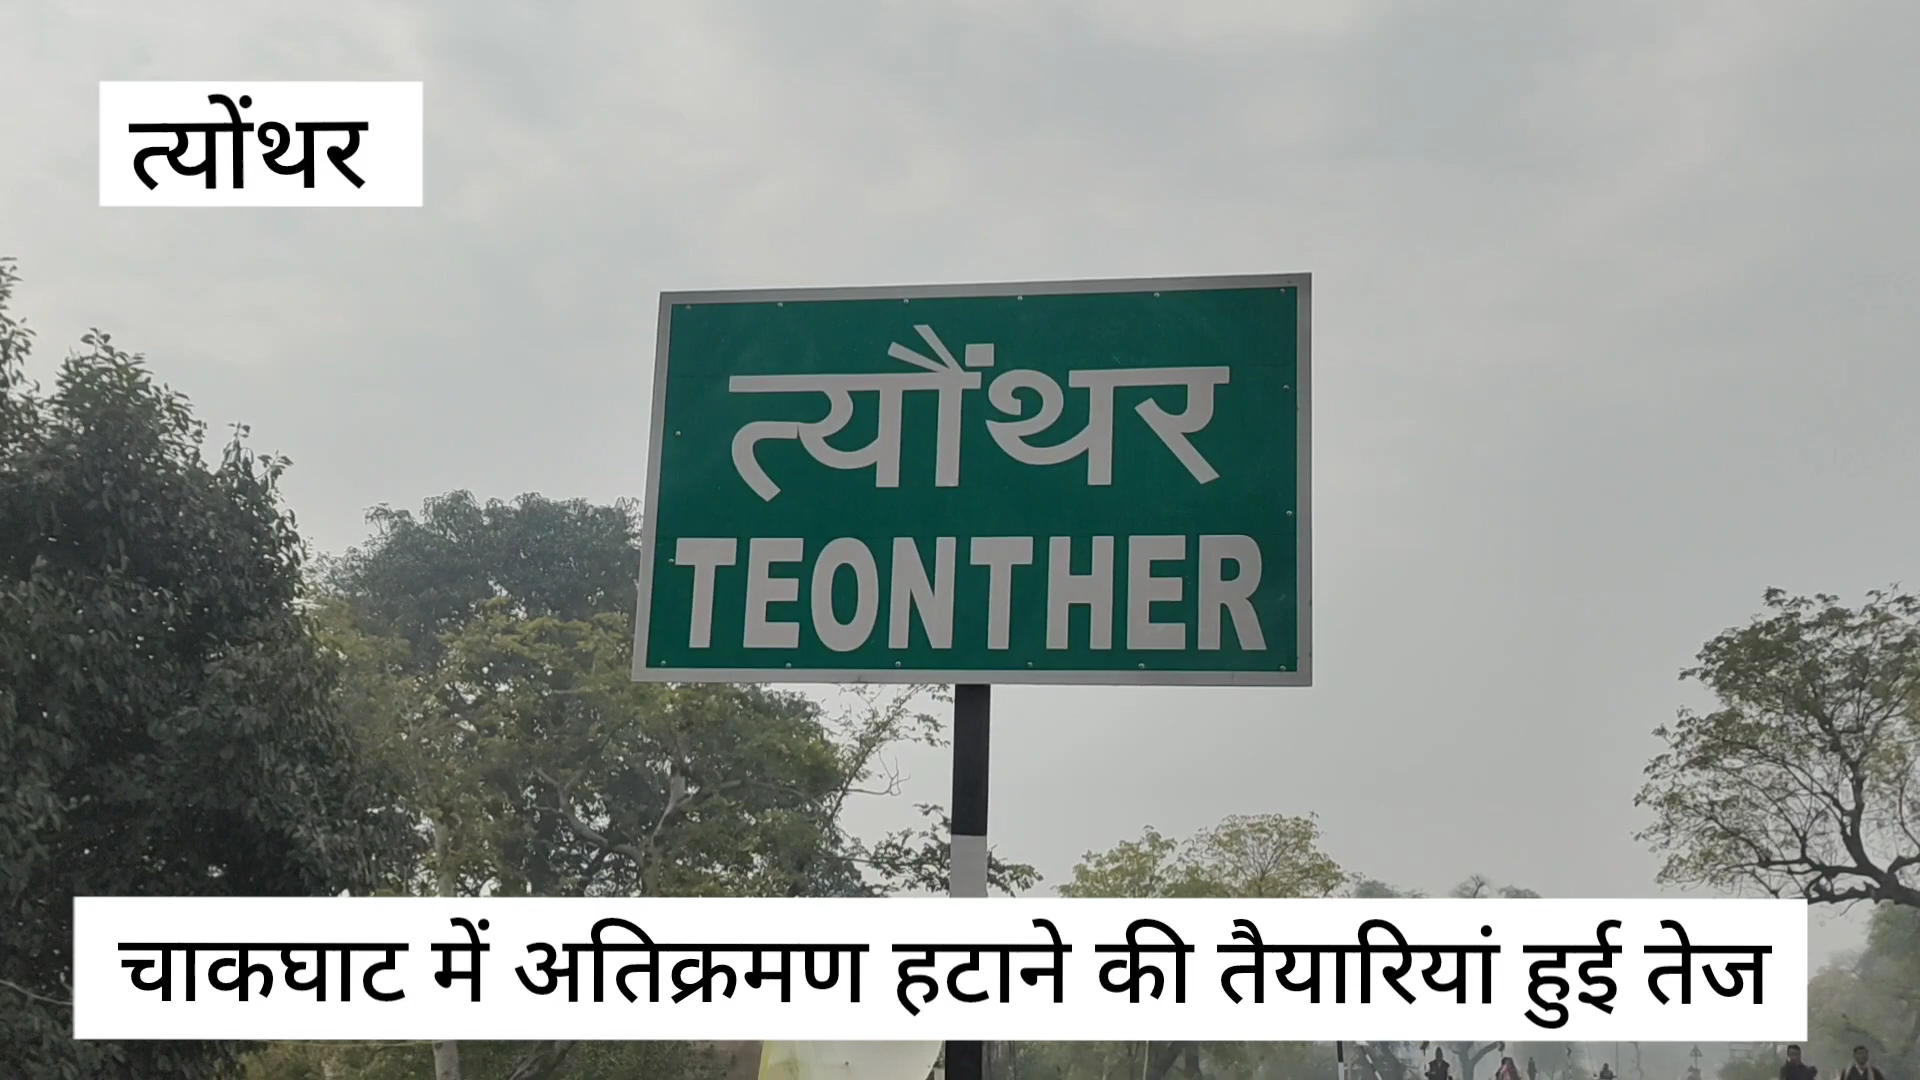 त्योंथर
त्यौंथर
TEONTHER
चाकघाट में अतिक्रमण हटाने की तैयारियां हुई तेज